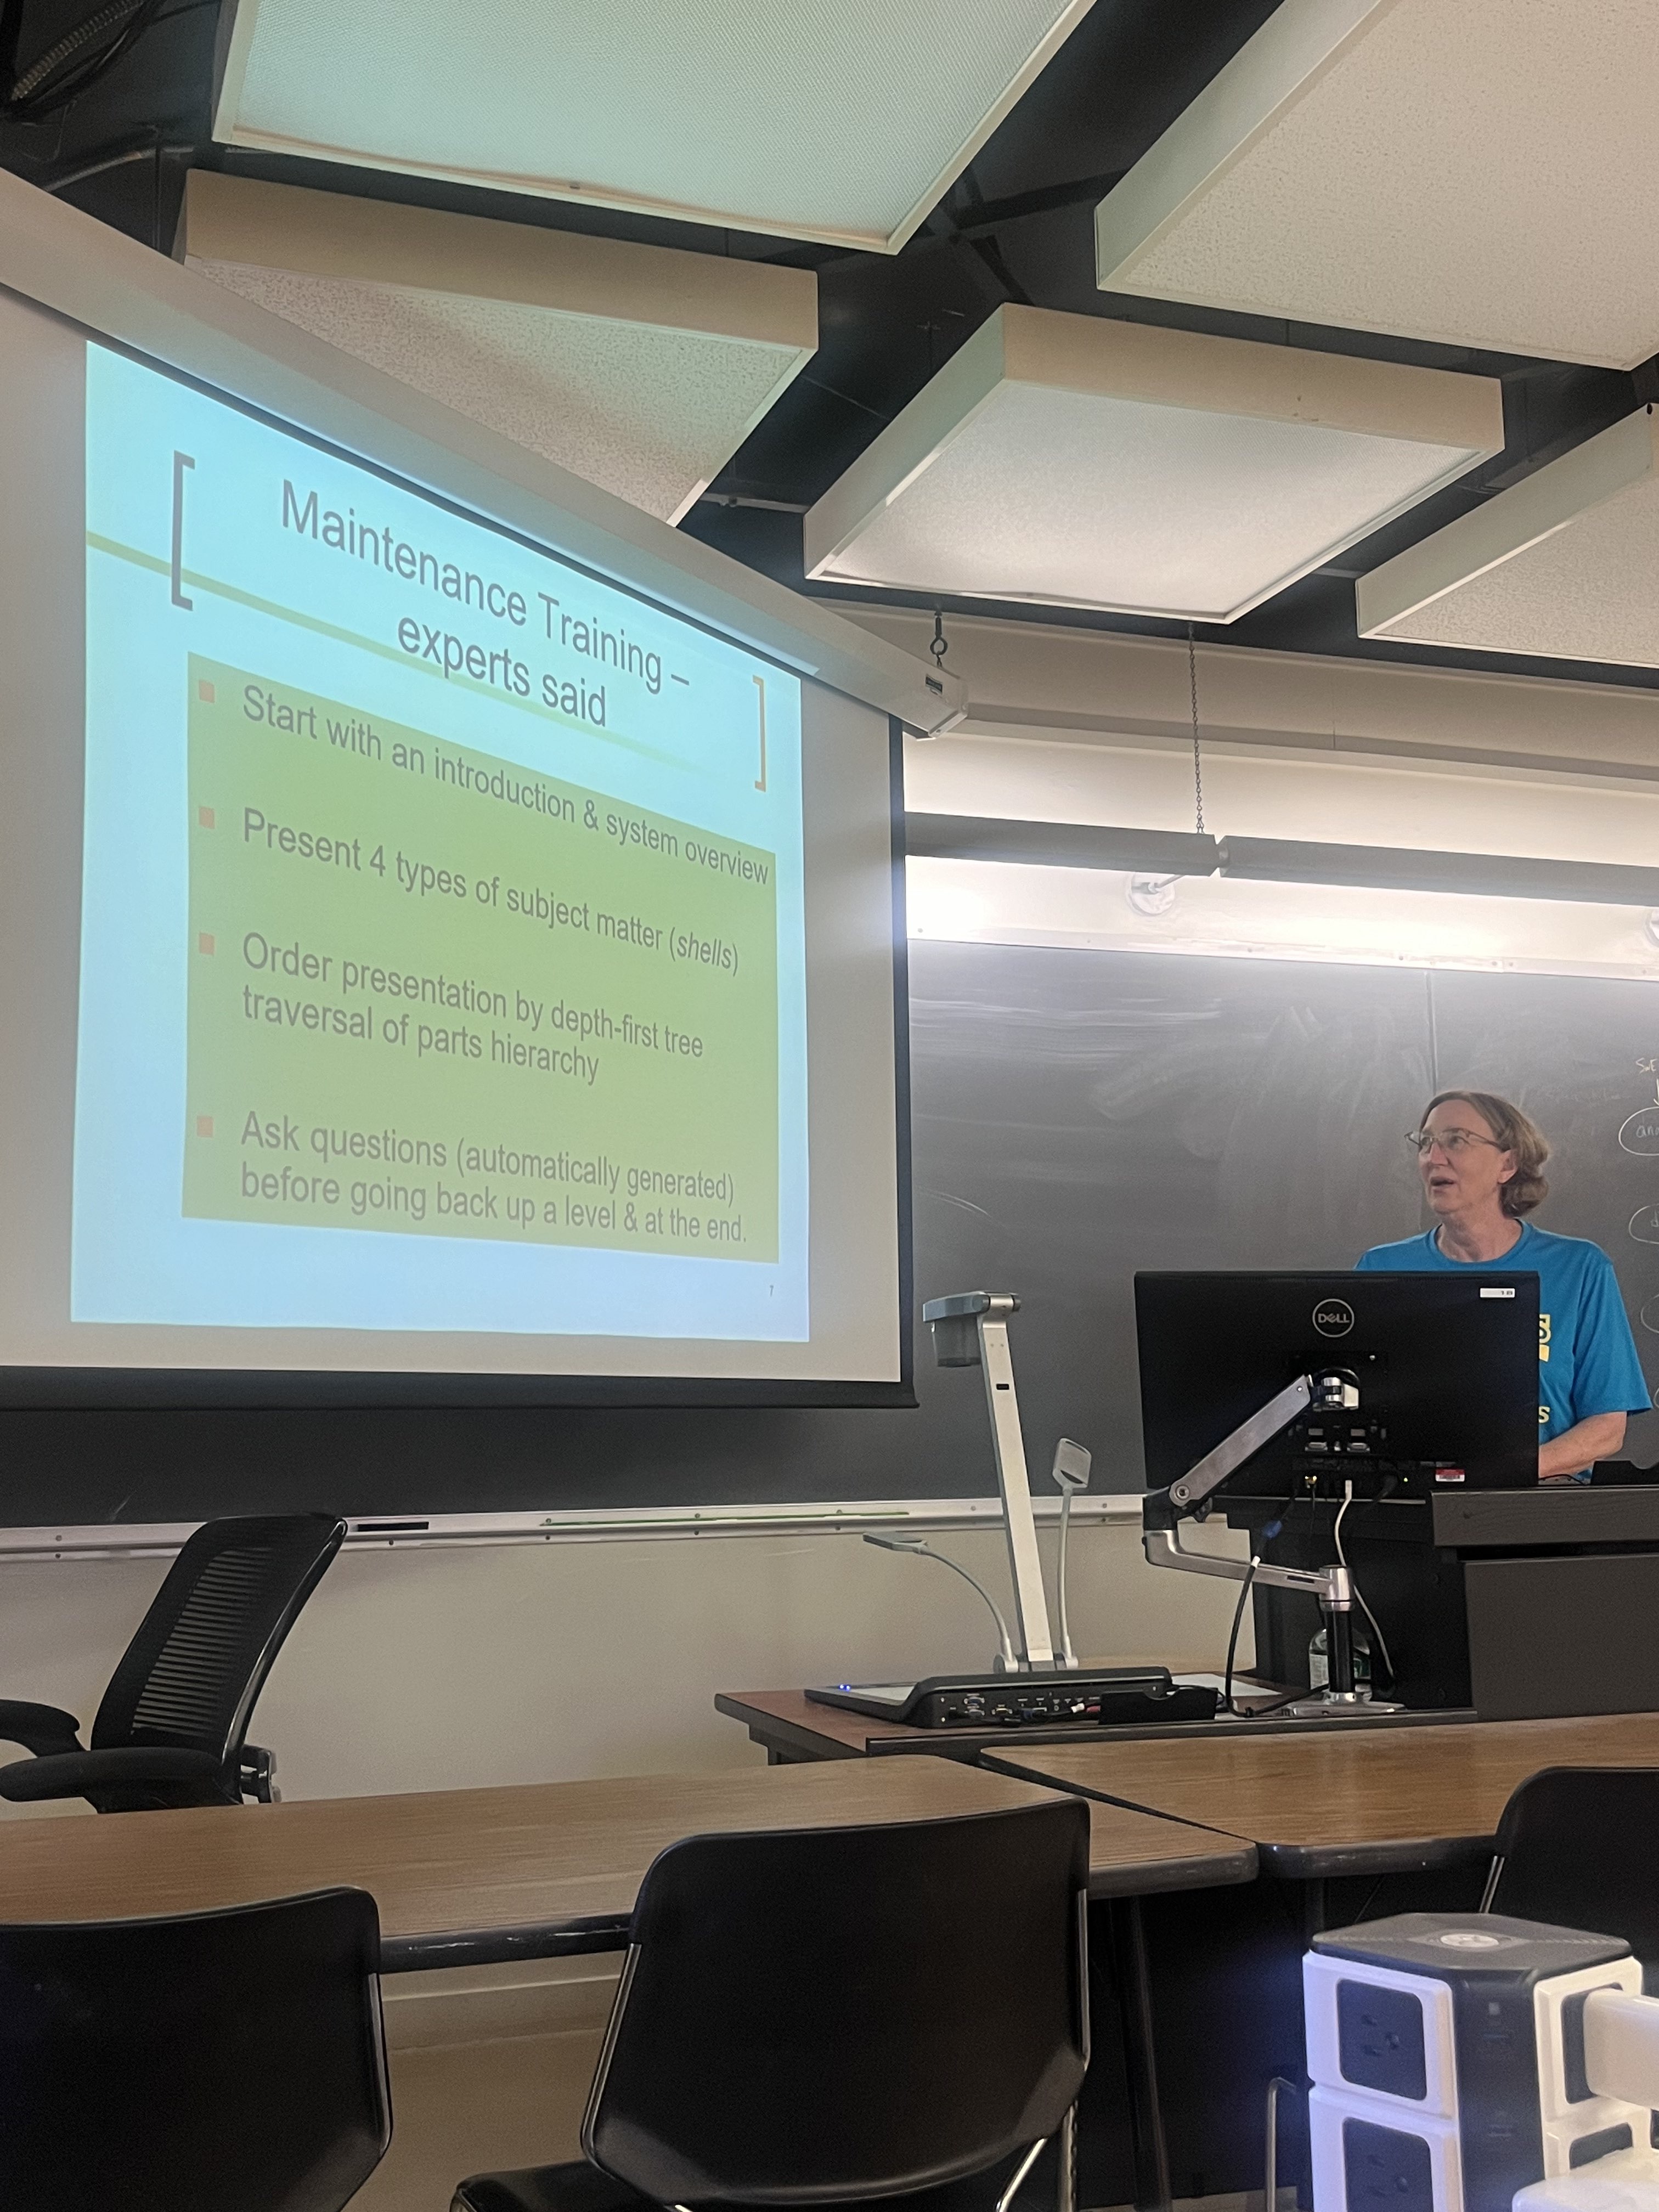 Maintenance Training –
experts said
Start with an introduction & system overview
Present 4 types of subject matter (shells)
Order presentation by depth-first tree
traversal of parts hierarchy
Ask questions (automatically generated)
before going back up a level & at the end.
7
DELL